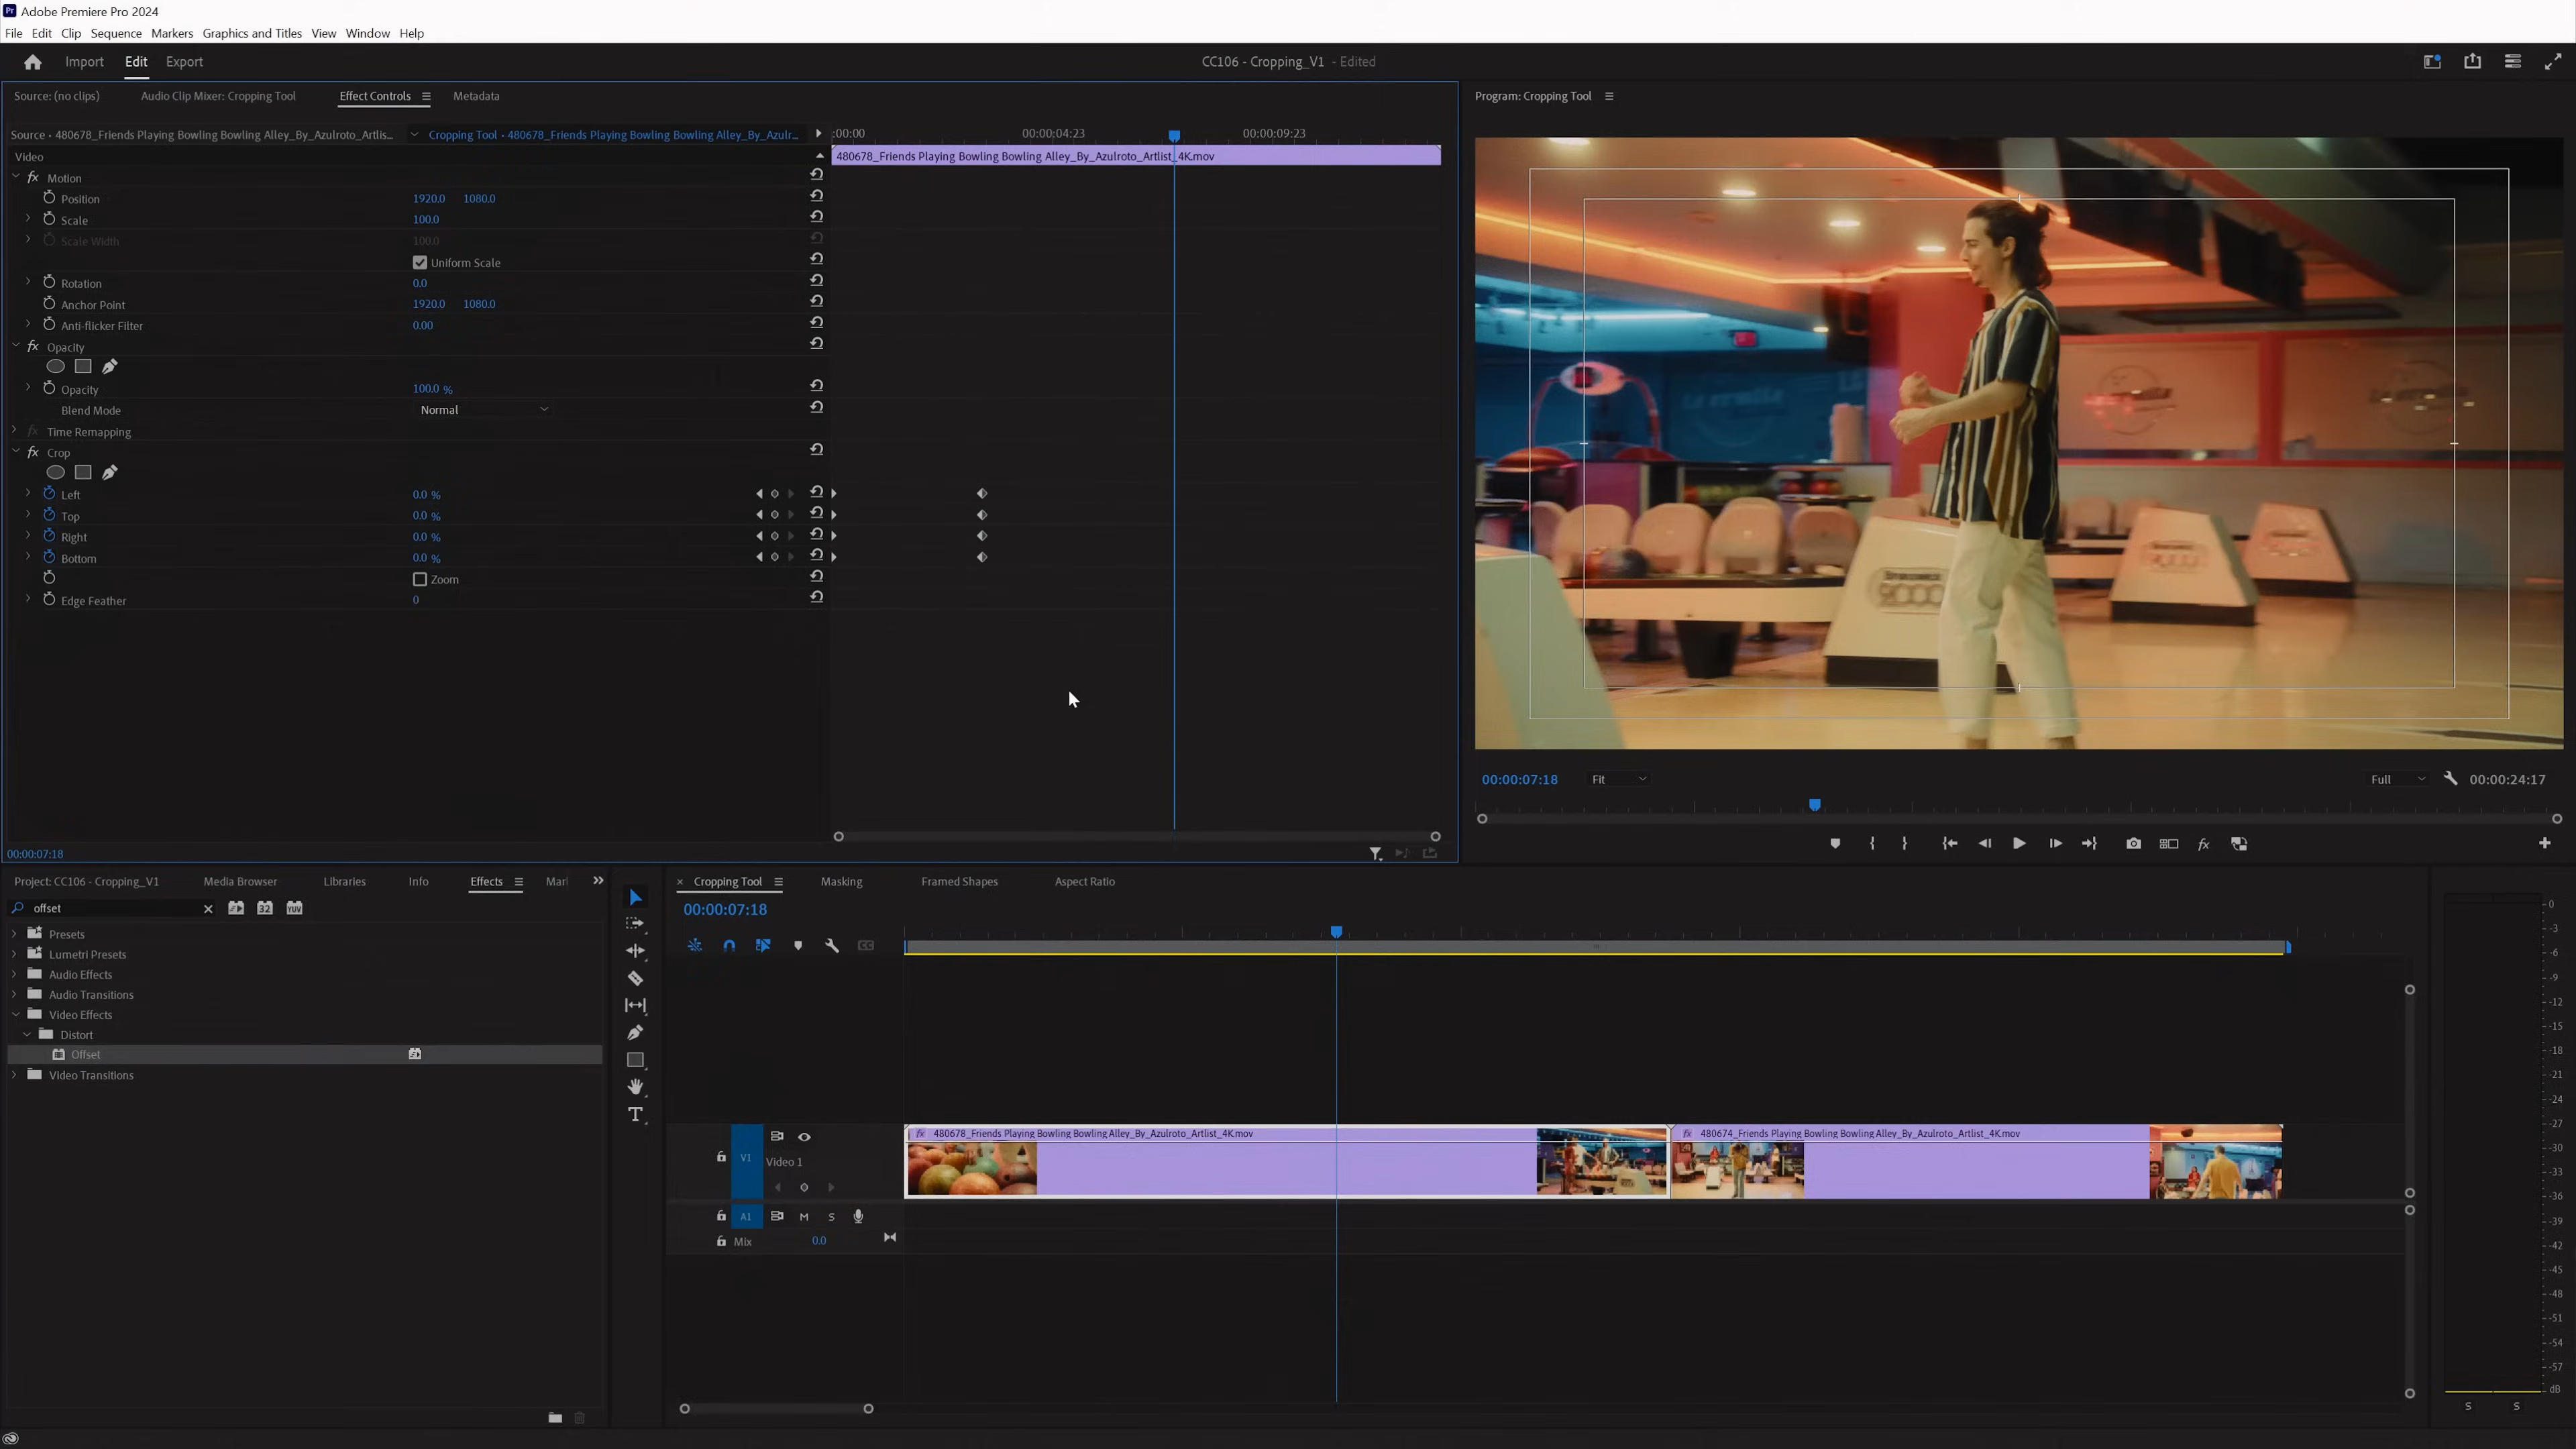 Adobe Premiere Pro 2024
File Edit Clip Sequence Markers Graphics and Titles View Window Help
Import Edit Export
CC106 - Cropping_V1 - Edited
Source: (no clips) Audio Clip Mixer: Cropping Tool Effect Controls Metadata
Program: Cropping Tool
Source • 480678_Friends Playing Bowling Bowling Alley_By_Azulroto_Artlis... Cropping Tool • 480678_Friends Playing Bowling Bowling Alley_By_Azulr...
:00:00 00:00:04:23 00:00:09:23
Video
480678_Friends Playing Bowling Bowling Alley_By_Azulroto_Artlist_4K.mov
fx Motion
Position 1920.0 1080.0
Scale 100.0
Scale Width 100.0
Uniform Scale
Rotation 0.0
Anchor Point 1920.0 1080.0
Anti-flicker Filter 0.00
fx Opacity
Opacity 100.0 %
Blend Mode Normal
fx Time Remapping
fx Crop
Left 0.0 %
Top 0.0 %
Right 0.0 %
Bottom 0.0 %
Zoom
Edge Feather 0
00:00:07:18
00:00:07:18 Fit Full 00:00:24:17
fx
Project: CC106 - Cropping_V1 Media Browser Libraries Info Effects Mar
offset 32 YUV
Presets
Lumetri Presets
Audio Effects
Audio Transitions
Video Effects
Distort
Offset
Video Transitions
T
× Cropping Tool Masking Framed Shapes Aspect Ratio
00:00:07:18
CC
fx 480678_Friends Playing Bowling Bowling Alley_By_Azulroto_Artlist_4K.mov
fx 480674_Friends Playing Bowling Bowling Alley_By_Azulroto_Artlist_4K.mov
V1 Video 1
A1 M S
Mix 0.0
0
-3
-6
-9
-12
-15
-18
-21
-24
-27
-30
-33
-36
-39
-42
-45
-48
-51
-54
-57
dB
S S